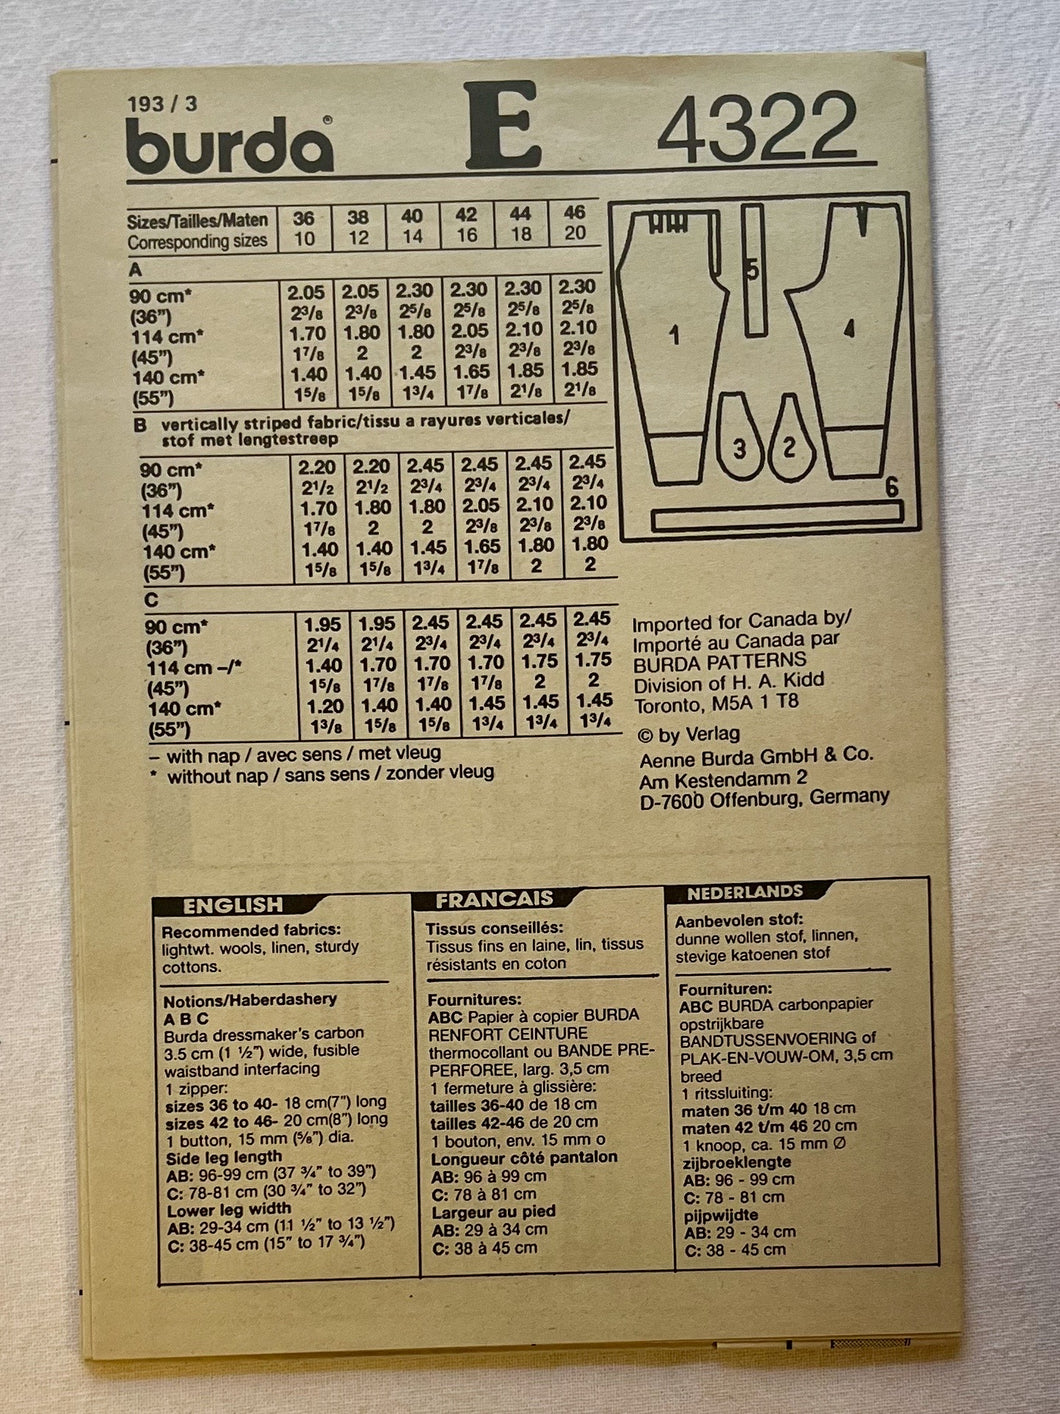 193 / 3
burda®
E
4322
Sizes/Tailles/Maten 36 38 40 42 44 46
Corresponding sizes 10 12 14 16 18 20
A
90 cm* 2.05 2.05 2.30 2.30 2.30 2.30
(36") 2³/₈ 2³/₈ 2⁵/₈ 2⁵/₈ 2⁵/₈ 2⁵/₈
114 cm* 1.70 1.80 1.80 2.05 2.10 2.10
(45") 1⁷/₈ 2 2 2³/₈ 2³/₈ 2³/₈
140 cm* 1.40 1.40 1.45 1.65 1.85 1.85
(55") 1⁵/₈ 1⁵/₈ 1³/₄ 1⁷/₈ 2¹/₈ 2¹/₈
B vertically striped fabric/tissu a rayures verticales/
stof met lengtestreep
90 cm* 2.20 2.20 2.45 2.45 2.45 2.45
(36") 2¹/₂ 2¹/₂ 2³/₄ 2³/₄ 2³/₄ 2³/₄
114 cm* 1.70 1.80 1.80 2.05 2.10 2.10
(45") 1⁷/₈ 2 2 2³/₈ 2³/₈ 2³/₈
140 cm* 1.40 1.40 1.45 1.65 1.80 1.80
(55") 1⁵/₈ 1⁵/₈ 1³/₄ 1⁷/₈ 2 2
C
90 cm* 1.95 1.95 2.45 2.45 2.45 2.45
(36") 2¹/₄ 2¹/₄ 2³/₄ 2³/₄ 2³/₄ 2³/₄
114 cm –/* 1.40 1.70 1.70 1.70 1.75 1.75
(45") 1⁵/₈ 1⁷/₈ 1⁷/₈ 1⁷/₈ 2 2
140 cm* 1.20 1.40 1.40 1.45 1.45 1.45
(55") 1³/₈ 1⁵/₈ 1⁵/₈ 1³/₄ 1³/₄ 1³/₄
– with nap / avec sens / met vleug
* without nap / sans sens / zonder vleug
1
5
4
3
2
6
Imported for Canada by/
Importé au Canada par
BURDA PATTERNS
Division of H. A. Kidd
Toronto, M5A 1 T8
© by Verlag
Aenne Burda GmbH & Co.
Am Kestendamm 2
D-7600 Offenburg, Germany
ENGLISH
Recommended fabrics:
lightwt. wools, linen, sturdy
cottons.
Notions/Haberdashery
A B C
Burda dressmaker's carbon
3.5 cm (1 ½") wide, fusible
waistband interfacing
1 zipper:
sizes 36 to 40- 18 cm(7") long
sizes 42 to 46- 20 cm(8") long
1 button, 15 mm (⅝") dia.
Side leg length
AB: 96-99 cm (37 ¾" to 39")
C: 78-81 cm (30 ¾" to 32")
Lower leg width
AB: 29-34 cm (11 ½" to 13 ½")
C: 38-45 cm (15" to 17 ¾")
FRANCAIS
Tissus conseillés:
Tissus fins en laine, lin, tissus
résistants en coton
Fournitures:
ABC Papier à copier BURDA
RENFORT CEINTURE
thermocollant ou BANDE PRE-
PERFOREE, larg. 3,5 cm
1 fermeture à glissière:
tailles 36-40 de 18 cm
tailles 42-46 de 20 cm
1 bouton, env. 15 mm o
Longueur côté pantalon
AB: 96 à 99 cm
C: 78 à 81 cm
Largeur au pied
AB: 29 à 34 cm
C: 38 à 45 cm
NEDERLANDS
Aanbevolen stof:
dunne wollen stof, linnen,
stevige katoenen stof
Fournituren:
ABC BURDA carbonpapier
opstrijkbare
BANDTUSSENVOERING of
PLAK-EN-VOUW-OM, 3,5 cm
breed
1 ritssluiting:
maten 36 t/m 40 18 cm
maten 42 t/m 46 20 cm
1 knoop, ca. 15 mm ∅
zijbroeklengte
AB: 96 - 99 cm
C: 78 - 81 cm
pijpwijdte
AB: 29 - 34 cm
C: 38 - 45 cm